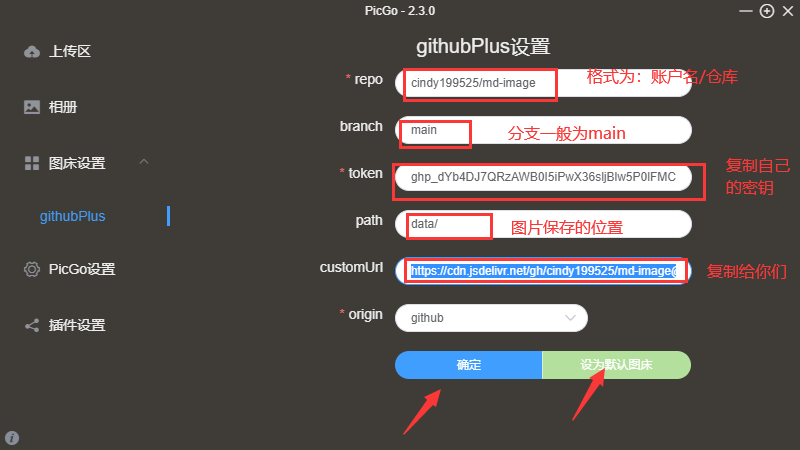 PicGo - 2.3.0
上传区
相册
图床设置
githubPlus
PicGo设置
插件设置
githubPlus设置
* repo
cindy199525/md-image
格式为：账户名/仓库
branch
main
分支一般为main
* token
ghp_dYb4DJ7QRzAWB0I5iPwX36sljBlw5P0lFMC
复制自己
的密钥
path
data/
图片保存的位置
customUrl
https://cdn.jsdelivr.net/gh/cindy199525/md-image@
复制给你们
* origin
github
确定
设为默认图床